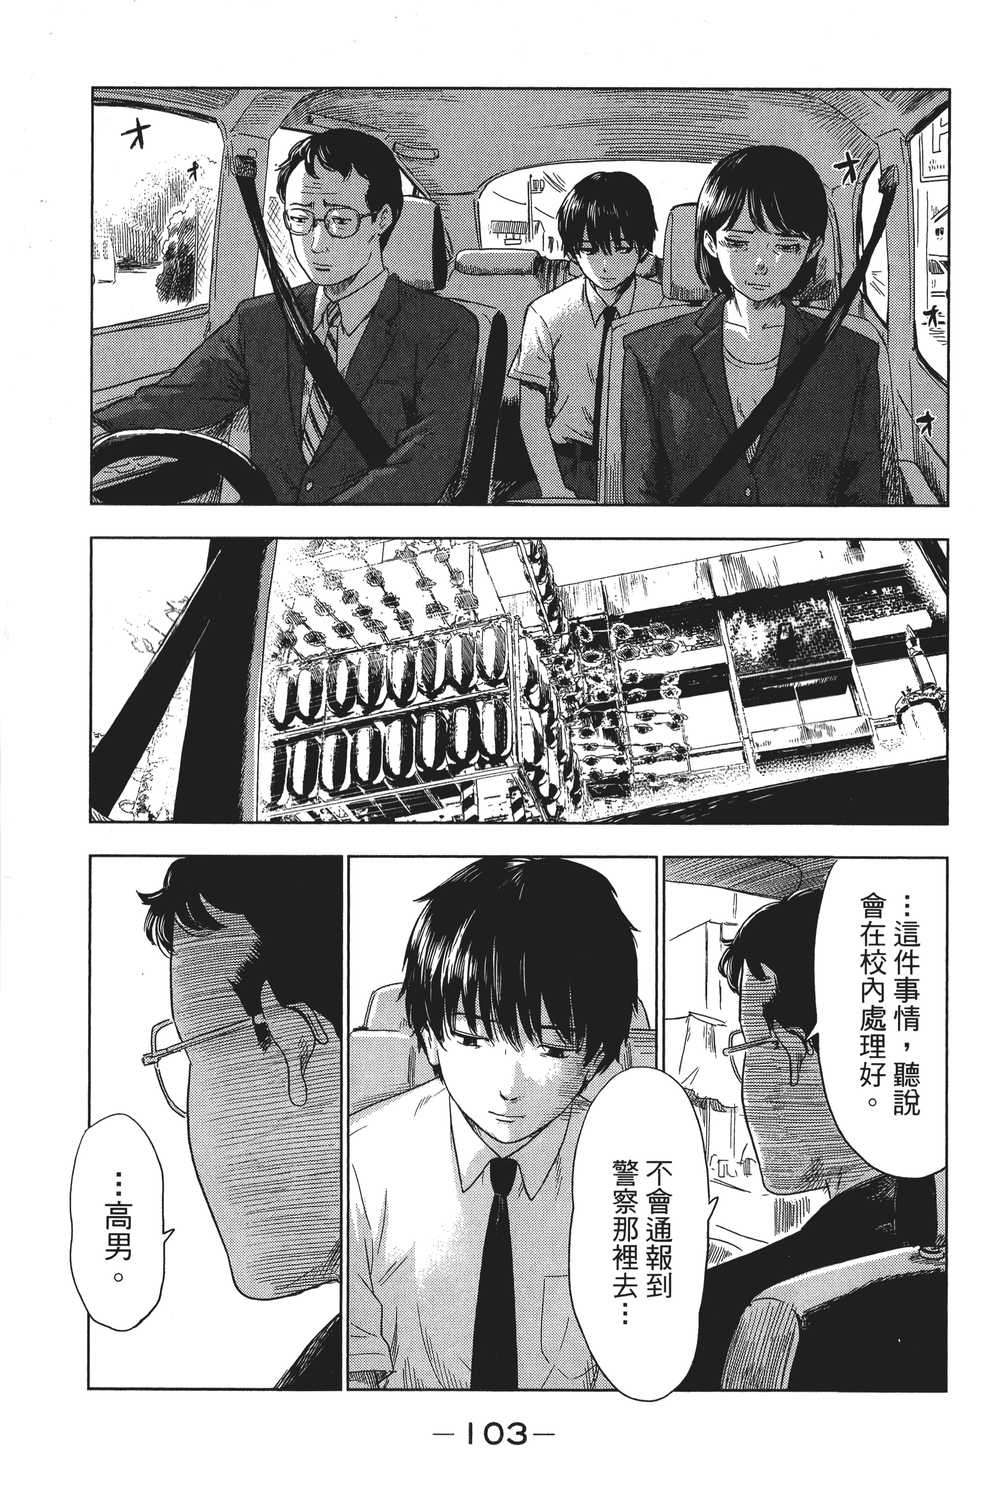 オ
オ
オ
オ
オ
…這件事情，聽說
會在校內處理好。
不會通報到
警察那裡去…
…高男。
—103—